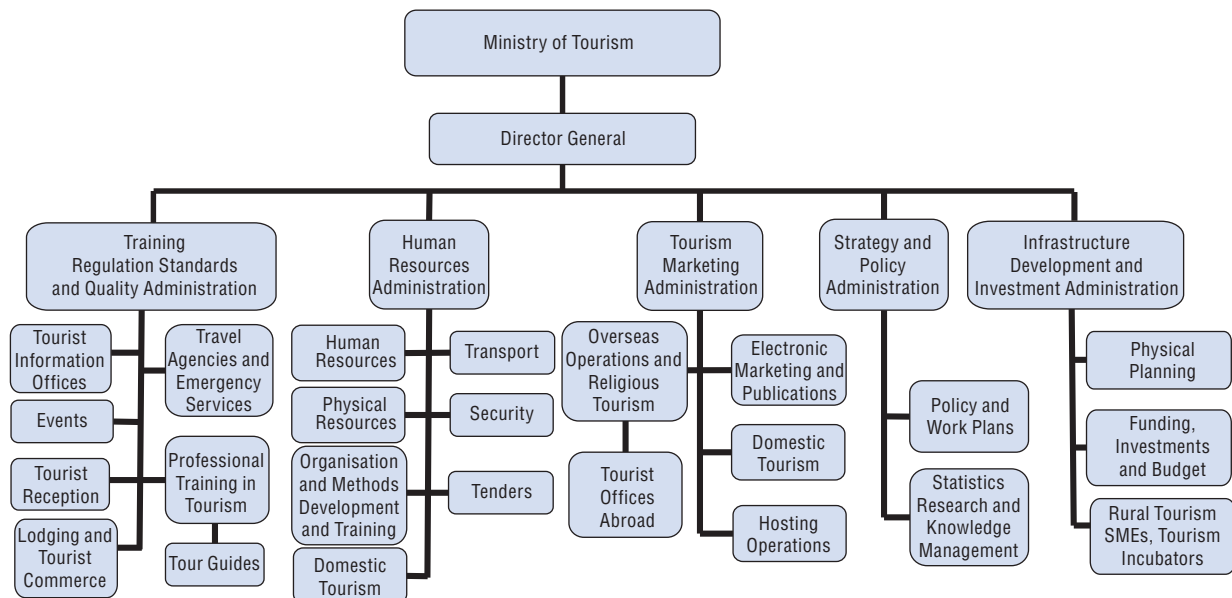 Ministry of Tourism
Director General
Training
Regulation Standards
and Quality Administration
Tourist
Information
Offices
Travel
Agencies and
Emergency
Services
Events
Tourist
Reception
Professional
Training in
Tourism
Lodging and
Tourist
Commerce
Tour Guides
Human
Resources
Administration
Human
Resources
Transport
Physical
Resources
Security
Organisation
and Methods
Development
and Training
Tenders
Domestic
Tourism
Tourism
Marketing
Administration
Overseas
Operations and
Religious
Tourism
Electronic
Marketing and
Publications
Tourist
Offices
Abroad
Domestic
Tourism
Hosting
Operations
Strategy and
Policy
Administration
Policy and
Work Plans
Statistics
Research and
Knowledge
Management
Infrastructure
Development and
Investment Administration
Physical
Planning
Funding,
Investments
and Budget
Rural Tourism
SMEs, Tourism
Incubators